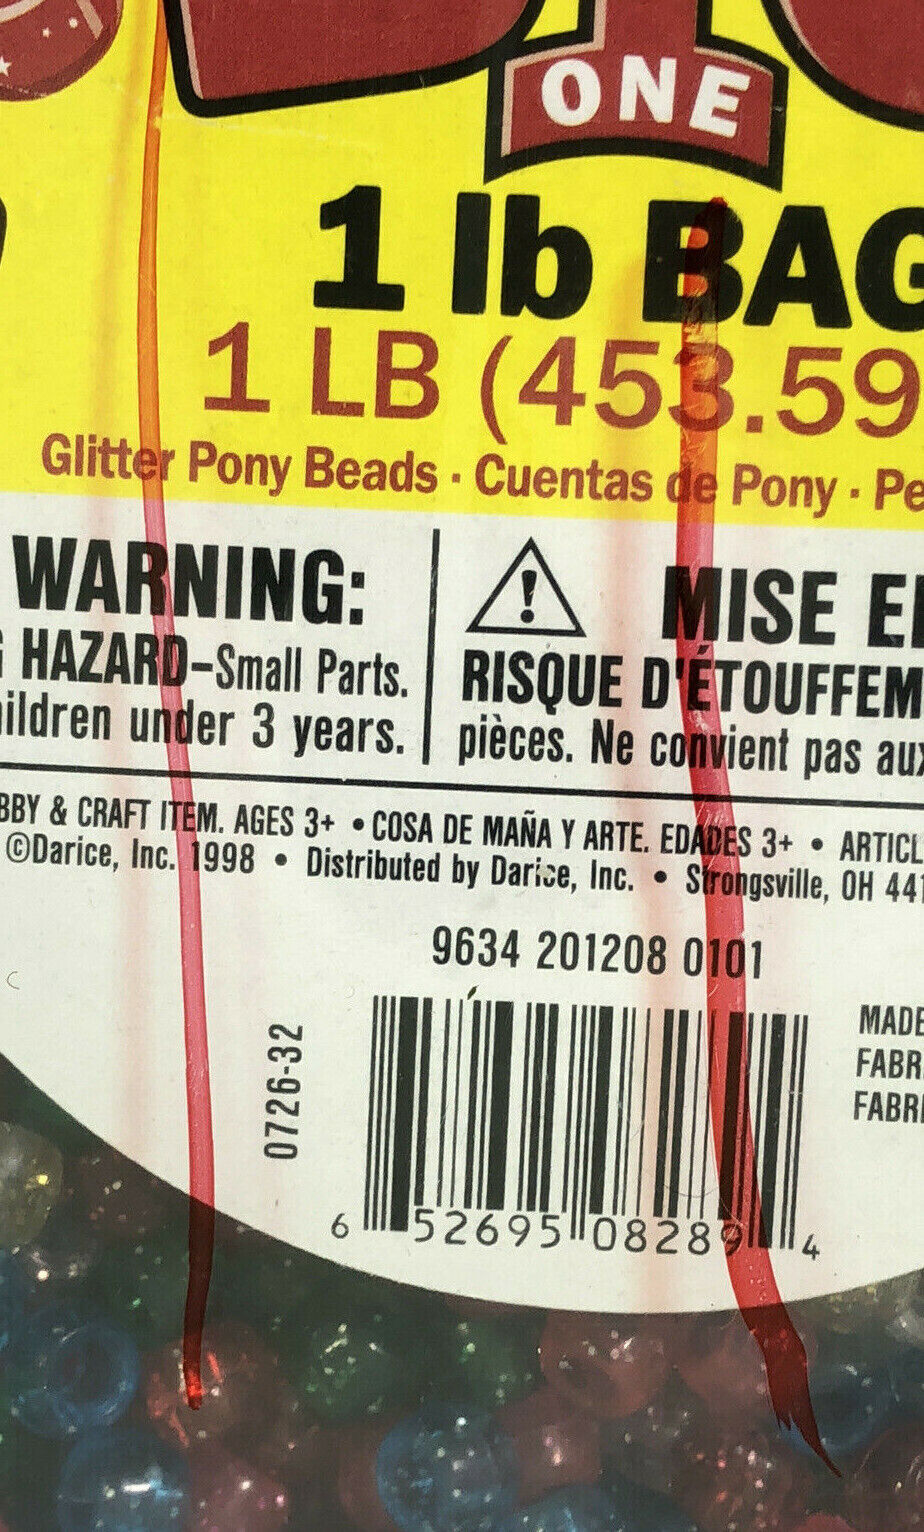 ONE
1 lb BAG
1 LB (453.59
Glitter Pony Beads · Cuentas de Pony · Pe
WARNING:
HAZARD–Small Parts.
ildren under 3 years.
MISE E
RISQUE D'ÉTOUFFEM
pièces. Ne convient pas aux
BBY & CRAFT ITEM. AGES 3+ • COSA DE MAÑA Y ARTE. EDADES 3+ • ARTICL
©Darice, Inc. 1998 • Distributed by Darice, Inc. • Strongsville, OH 441
9634 201208 0101
0726-32
6 52695 08289 4
MADE
FABR
FABRI